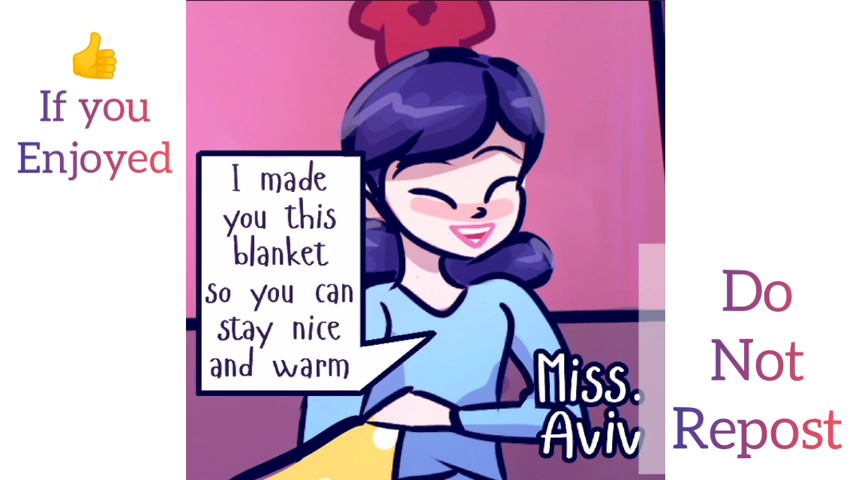 👍
If you
Enjoyed
I made
you this
blanket
so you can
stay nice
and warm
Miss.
Aviv
Do
Not
Repost